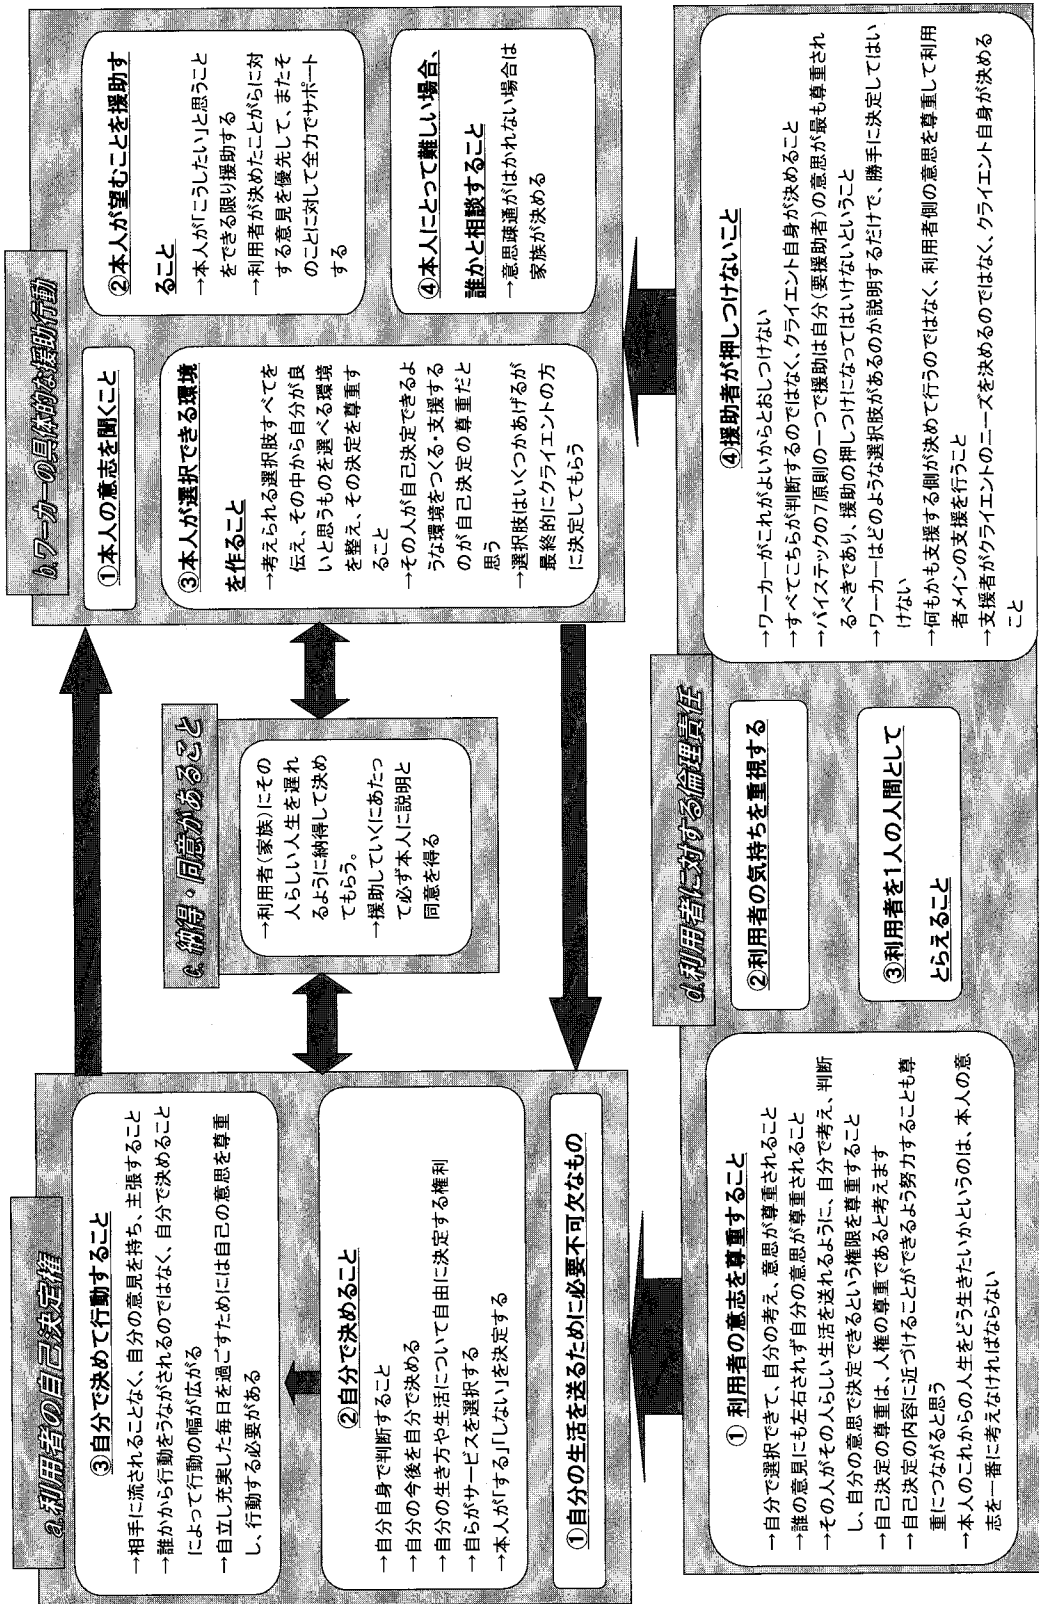 a.利用者の自己決定権
③自分で決めて行動すること
→相手に流されることなく、自分の意見を持ち、主張すること
→誰かから行動をうながされるのではなく、自分で決めること
によって行動の幅が広がる
→自立し充実した毎日を過ごすためには自己の意思を尊重
し、行動する必要がある
②自分で決めること
→自分自身で判断すること
→自分の今後を自分で決める
→自分の生き方や生活について自由に決定する権利
→自らがサービスを選択する
→本人が「する」「しない」を決定する
①自分の生活を送るために必要不可欠なもの
c. 納得・同意があること
→利用者(家族)にその
人らしい人生を遅れ
るように納得して決め
てもらう。
→援助していくにあたっ
て必ず本人に説明と
同意を得る
b.ワーカーの具体的な援助行動
①本人の意志を聞くこと
③本人が選択できる環境
を作ること
→考えられる選択肢すべてを
伝え、その中から自分が良
いと思うものを選べる環境
を整え、その決定を尊重す
ること
→その人が自己決定できるよ
うな環境をつくる・支援する
のが自己決定の尊重だと
思う
→選択肢はいくつかあげるが
最終的にクライエントの方
に決定してもらう
②本人が望むことを援助す
ること
→本人が「こうしたい」と思うこと
をできる限り援助する
→利用者が決めたことがらに対
する意見を優先して、またそ
のことに対して全力でサポート
する
④本人にとって難しい場合、
誰かと相談すること
→意思疎通がはかれない場合は
家族が決める
d.利用者に対する倫理責任
① 利用者の意志を尊重すること
→自分で選択できて、自分の考え、意思が尊重されること
→誰の意見にも左右されず自分の意思が尊重されること
→その人がその人らしい生活を送れるように、自分で考え、判断
し、自分の意思で決定できるという権限を尊重すること
→自己決定の尊重は、人権の尊重であると考えます
→自己決定の内容に近づけることができるよう努力することも尊
重につながると思う
→本人のこれからの人生をどう生きたいかというのは、本人の意
志を一番に考えなければならない
②利用者の気持ちを重視する
③利用者を1人の人間として
とらえること
④援助者が押しつけないこと
→ワーカーがこれがよいからとおしつけない
→すべてこちらが判断するのではなく、クライエント自身が決めること
→バイステックの7原則の一つで援助は自分(要援助者)の意思が最も尊重され
るべきであり、援助の押しつけになってはいけないということ
→ワーカーはどのような選択肢があるのか説明するだけで、勝手に決定してはい
けない
→何もかも支援する側が決めて行うのではなく、利用者側の意思を尊重して利用
者メインの支援を行うこと
→支援者がクライエントのニーズを決めるのではなく、クライエント自身が決める
こと